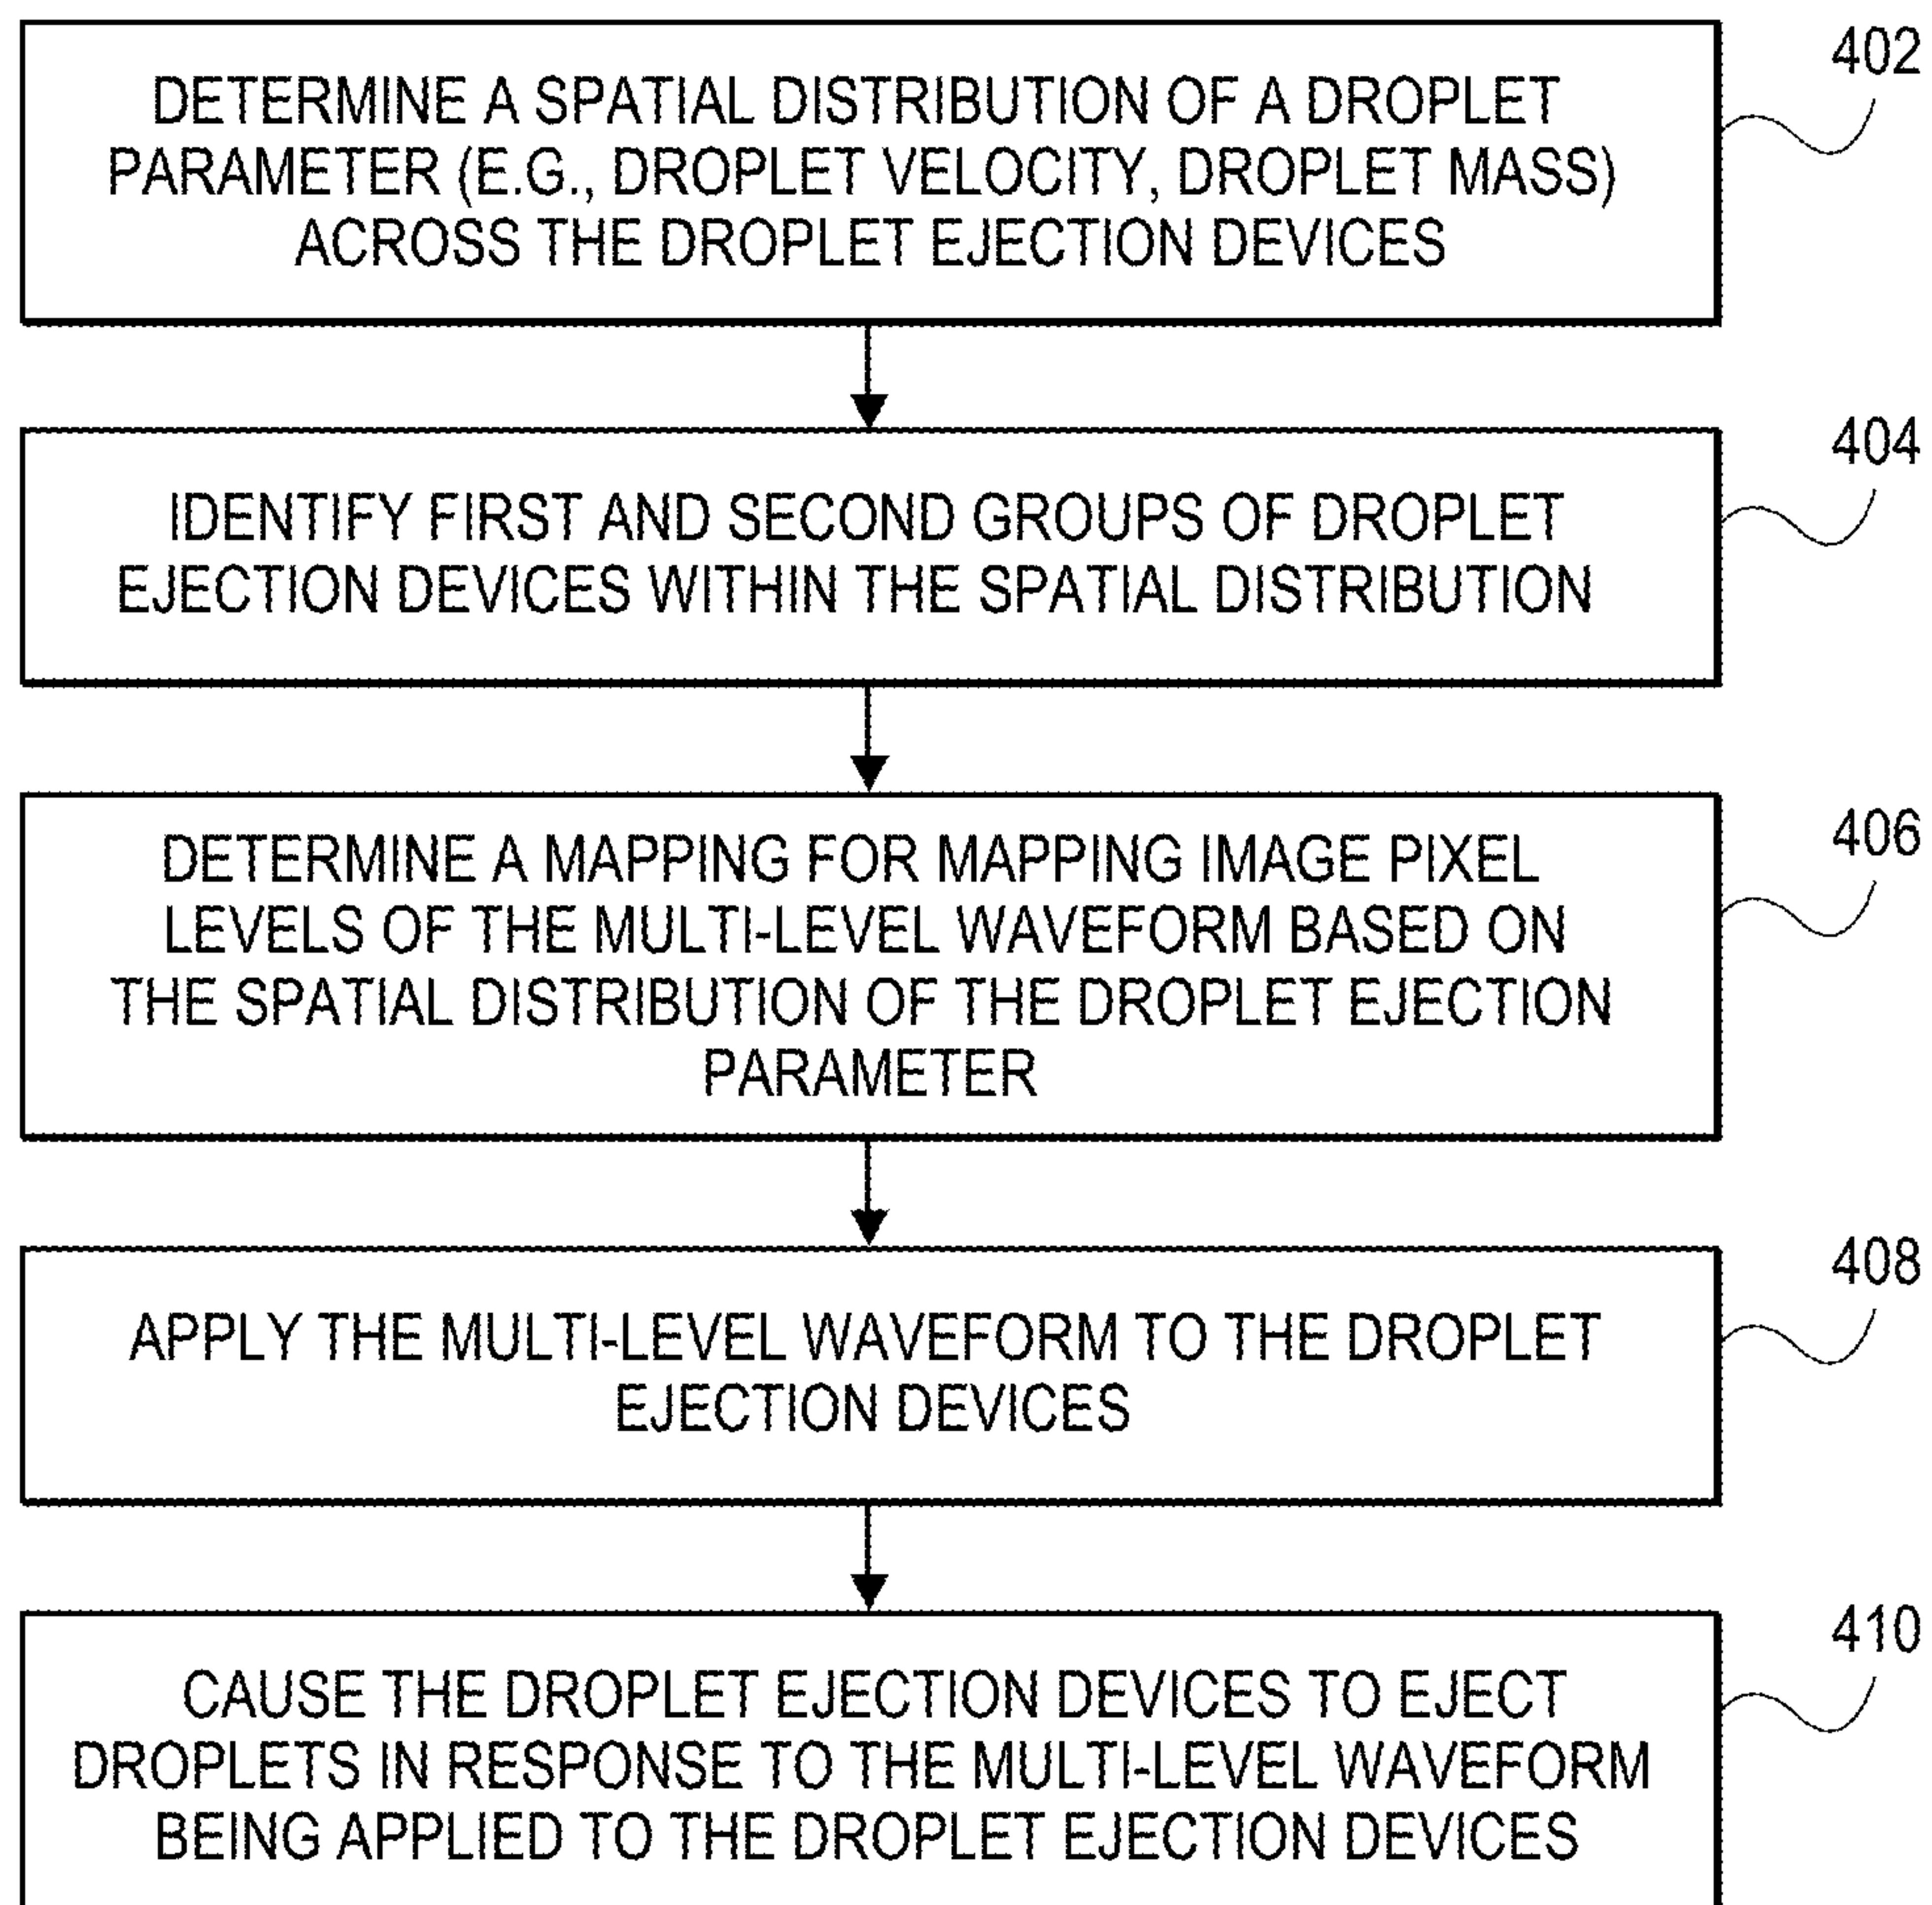 402
DETERMINE A SPATIAL DISTRIBUTION OF A DROPLET
PARAMETER (E.G., DROPLET VELOCITY, DROPLET MASS)
ACROSS THE DROPLET EJECTION DEVICES
404
IDENTIFY FIRST AND SECOND GROUPS OF DROPLET
EJECTION DEVICES WITHIN THE SPATIAL DISTRIBUTION
406
DETERMINE A MAPPING FOR MAPPING IMAGE PIXEL
LEVELS OF THE MULTI-LEVEL WAVEFORM BASED ON
THE SPATIAL DISTRIBUTION OF THE DROPLET EJECTION
PARAMETER
408
APPLY THE MULTI-LEVEL WAVEFORM TO THE DROPLET
EJECTION DEVICES
410
CAUSE THE DROPLET EJECTION DEVICES TO EJECT
DROPLETS IN RESPONSE TO THE MULTI-LEVEL WAVEFORM
BEING APPLIED TO THE DROPLET EJECTION DEVICES